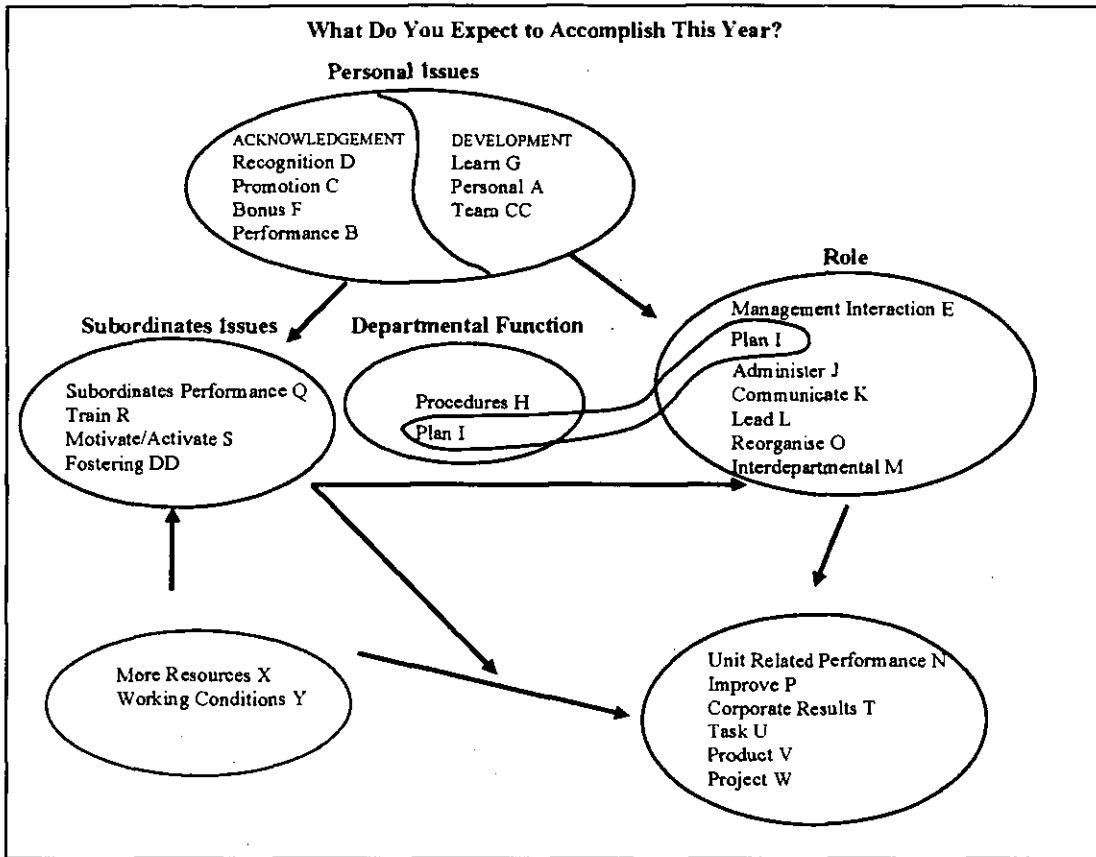 What Do You Expect to Accomplish This Year?
Personal Issues
ACKNOWLEDGEMENT
Recognition D
Promotion C
Bonus F
Performance B
DEVELOPMENT
Learn G
Personal A
Team CC
Role
Management Interaction E
Plan I
Administer J
Communicate K
Lead L
Reorganise O
Interdepartmental M
Subordinates Issues
Subordinates Performance Q
Train R
Motivate/Activate S
Fostering DD
Departmental Function
Procedures H
Plan I
More Resources X
Working Conditions Y
Unit Related Performance N
Improve P
Corporate Results T
Task U
Product V
Project W